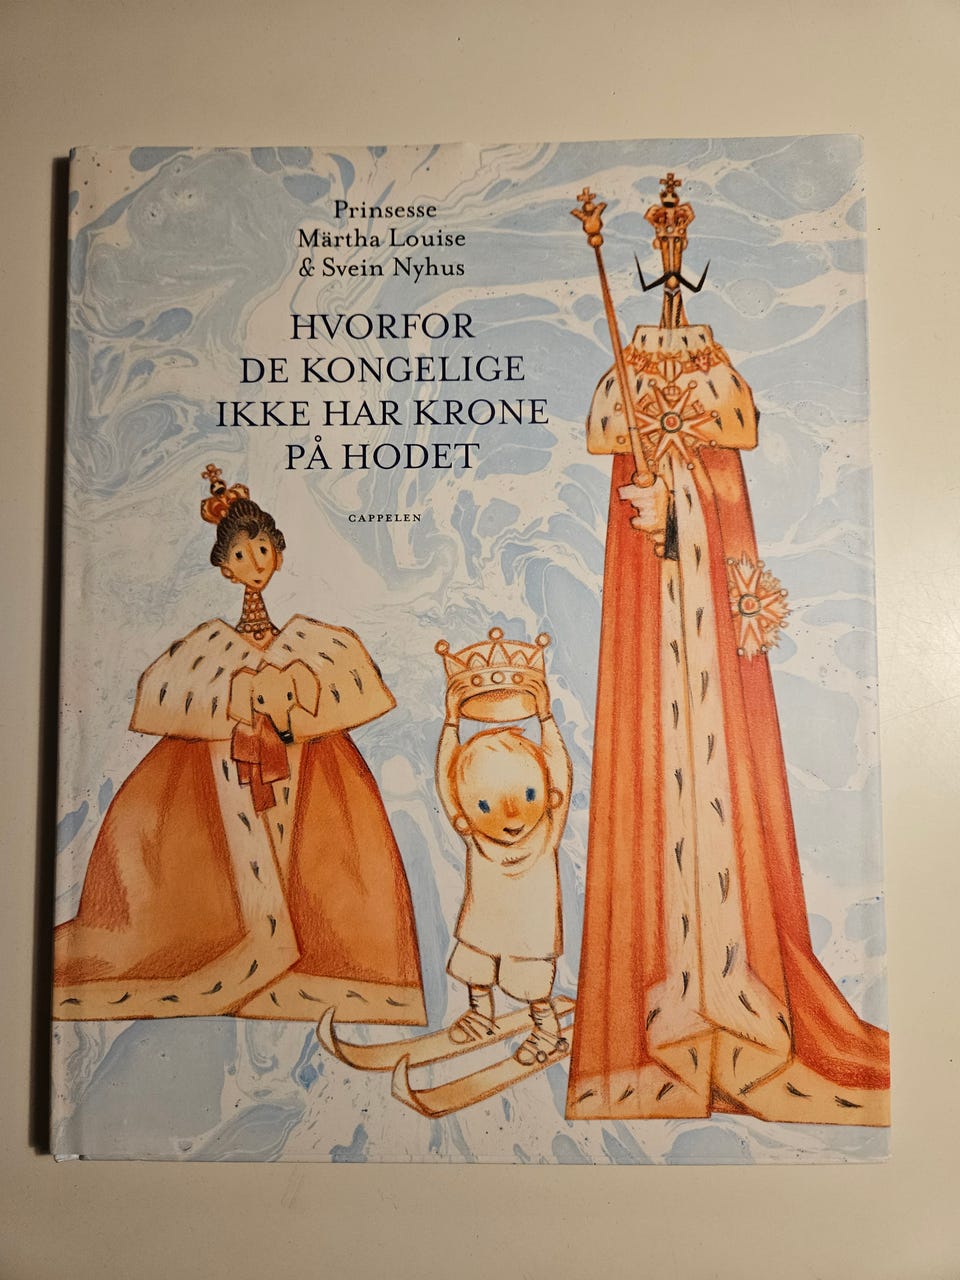 Prinsesse
Märtha Louise
& Svein Nyhus
HVORFOR
DE KONGELIGE
IKKE HAR KRONE
PÅ HODET
CAPPELEN